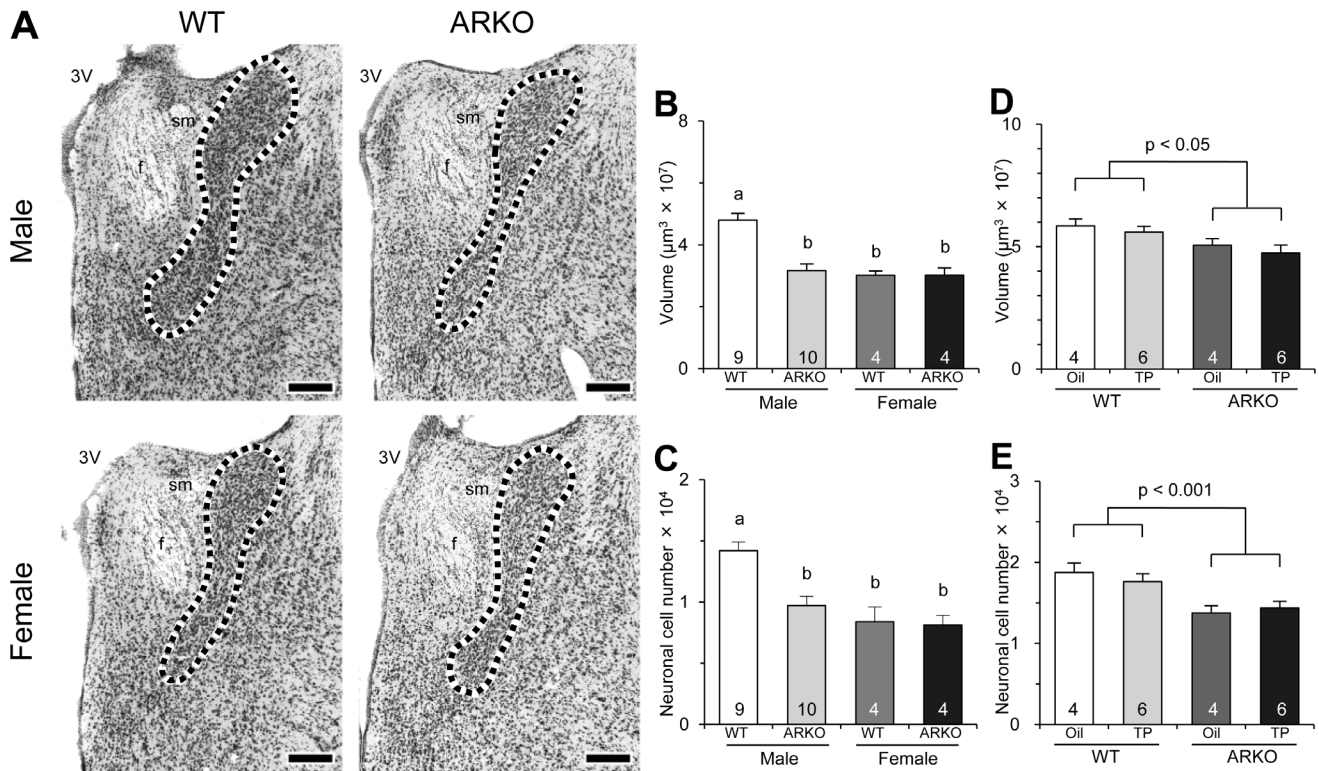 A
WT
ARKO
Male
Female
3V
sm
f
3V
sm
f
3V
sm
f
3V
sm
f
B
Volume (µm³ × 10⁷)
8
4
0
a
b
b
b
9
10
4
4
WT
ARKO
WT
ARKO
Male
Female
C
Neuronal cell number × 10⁴
2
1
0
a
b
b
b
9
10
4
4
WT
ARKO
WT
ARKO
Male
Female
D
Volume (µm³ × 10⁷)
10
5
0
p < 0.05
4
6
4
6
Oil
TP
Oil
TP
WT
ARKO
E
Neuronal cell number × 10⁴
3
2
1
0
p < 0.001
4
6
4
6
Oil
TP
Oil
TP
WT
ARKO